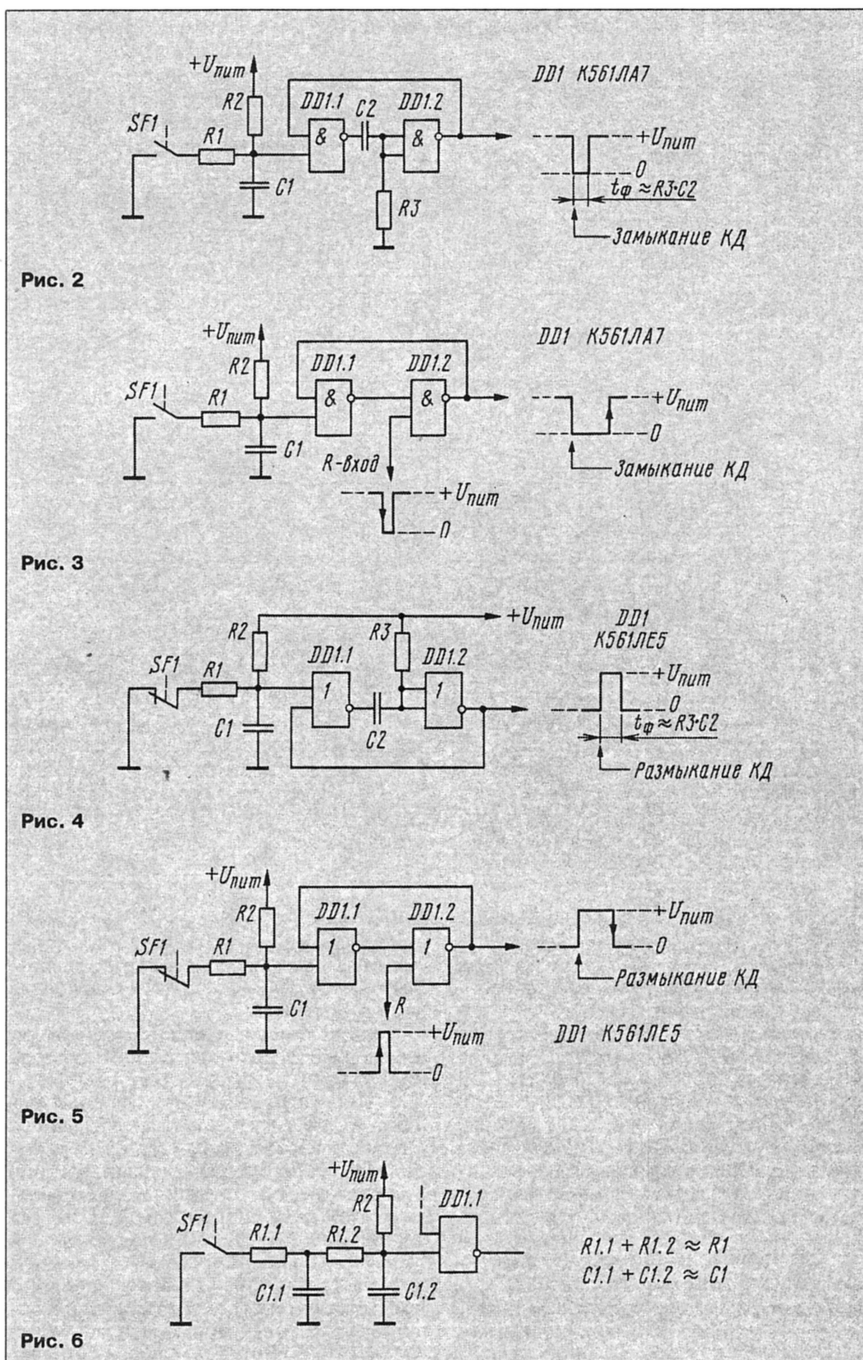 +Uпит
R2
DD1.1
C2
DD1.2
DD1 К561ЛА7
SF1
R1
&
&
+Uпит
0
C1
R3
tф ≈ R3·C2
Замыкание КД
Рис. 2
+Uпит
R2
DD1.1
DD1.2
DD1 К561ЛА7
SF1
R1
&
&
+Uпит
0
C1
R-вход
Замыкание КД
+Uпит
0
Рис. 3
+Uпит
R2
R3
DD1
К561ЛЕ5
SF1
R1
DD1.1
DD1.2
1
1
+Uпит
0
C1
C2
tф ≈ R3·C2
Размыкание КД
Рис. 4
+Uпит
R2
DD1.1
DD1.2
SF1
R1
1
1
+Uпит
0
C1
R
Размыкание КД
+Uпит
0
DD1 К561ЛЕ5
Рис. 5
+Uпит
R2
DD1.1
SF1
R1.1
R1.2
R1.1 + R1.2 ≈ R1
C1.1
C1.2
C1.1 + C1.2 ≈ C1
Рис. 6